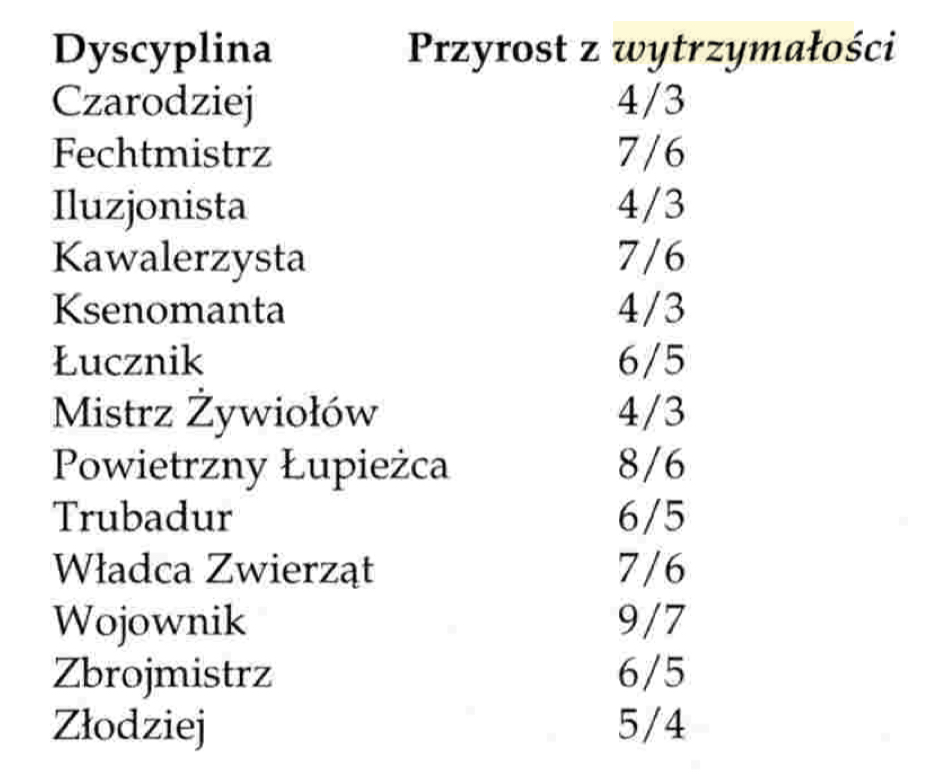 Dyscyplina Przyrost z wytrzymałości
Czarodziej 4/3
Fechtmistrz 7/6
Iluzjonista 4/3
Kawalerzysta 7/6
Ksenomanta 4/3
Łucznik 6/5
Mistrz Żywiołów 4/3
Powietrzny Łupieżca 8/6
Trubadur 6/5
Władca Zwierząt 7/6
Wojownik 9/7
Zbrojmistrz 6/5
Złodziej 5/4